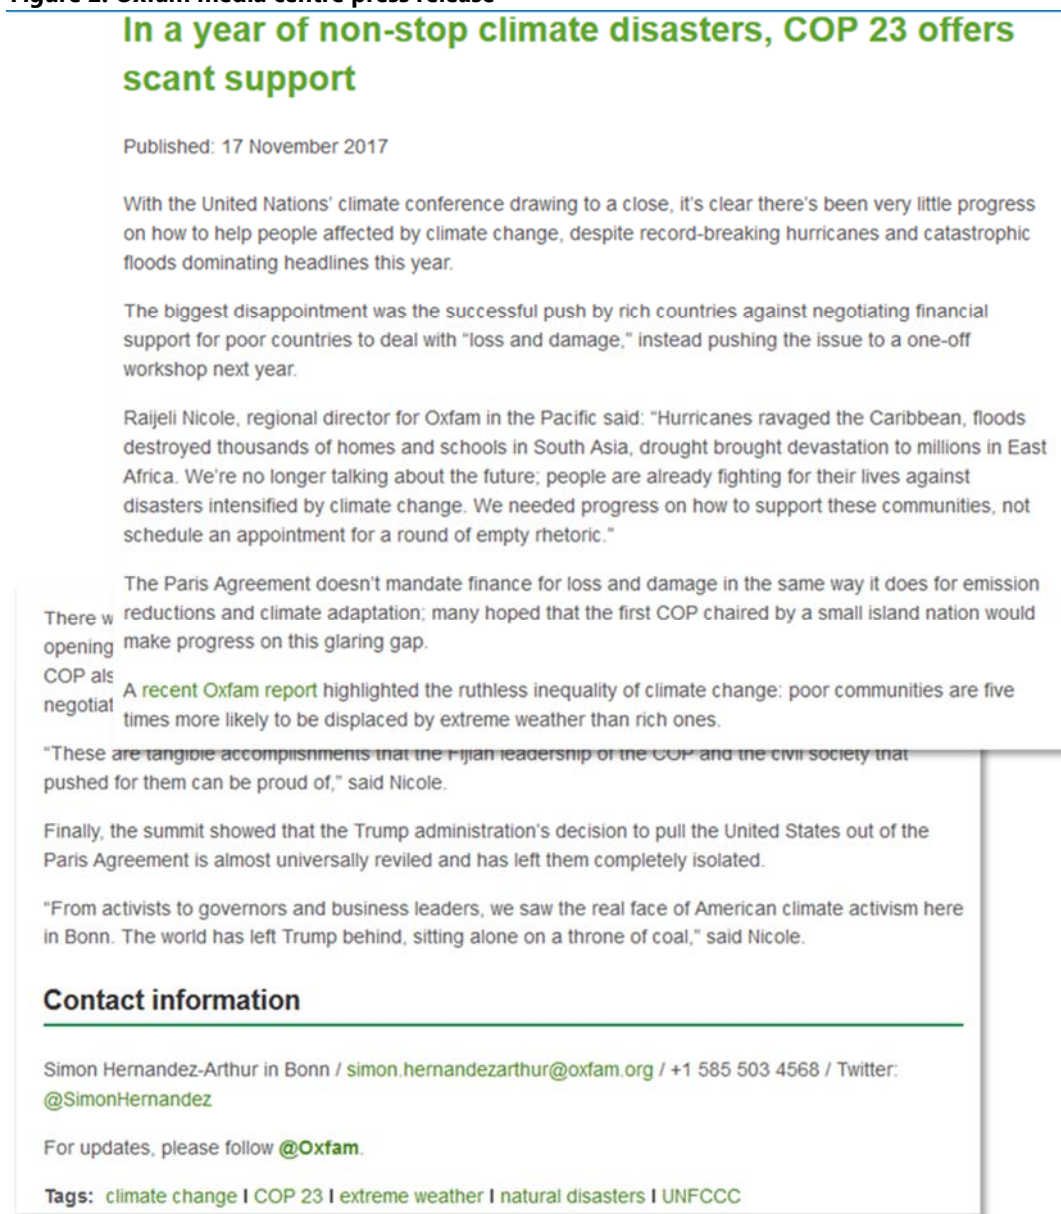 Figure 2: Oxfam media centre press release
In a year of non-stop climate disasters, COP 23 offers
scant support
Published: 17 November 2017
With the United Nations' climate conference drawing to a close, it's clear there's been very little progress
on how to help people affected by climate change, despite record-breaking hurricanes and catastrophic
floods dominating headlines this year.
The biggest disappointment was the successful push by rich countries against negotiating financial
support for poor countries to deal with “loss and damage,” instead pushing the issue to a one-off
workshop next year.
Raijeli Nicole, regional director for Oxfam in the Pacific said: “Hurricanes ravaged the Caribbean, floods
destroyed thousands of homes and schools in South Asia, drought brought devastation to millions in East
Africa. We're no longer talking about the future; people are already fighting for their lives against
disasters intensified by climate change. We needed progress on how to support these communities, not
schedule an appointment for a round of empty rhetoric.”
The Paris Agreement doesn't mandate finance for loss and damage in the same way it does for emission
reductions and climate adaptation; many hoped that the first COP chaired by a small island nation would
make progress on this glaring gap.
A recent Oxfam report highlighted the ruthless inequality of climate change: poor communities are five
times more likely to be displaced by extreme weather than rich ones.
There w
opening
COP als
negotiat
“These are tangible accomplishments that the Fijian leadership of the COP and the civil society that
pushed for them can be proud of,” said Nicole.
Finally, the summit showed that the Trump administration's decision to pull the United States out of the
Paris Agreement is almost universally reviled and has left them completely isolated.
“From activists to governors and business leaders, we saw the real face of American climate activism here
in Bonn. The world has left Trump behind, sitting alone on a throne of coal,” said Nicole.
Contact information
Simon Hernandez-Arthur in Bonn / simon.hernandezarthur@oxfam.org / +1 585 503 4568 / Twitter:
@SimonHernandez
For updates, please follow @Oxfam.
Tags: climate change I COP 23 I extreme weather I natural disasters I UNFCCC